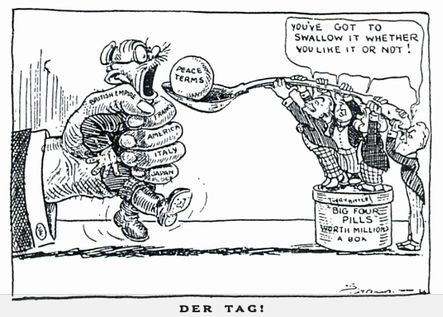 YOU'VE GOT TO
SWALLOW IT WHETHER
YOU LIKE IT OR NOT!
PEACE
TERMS
BRITISH EMPIRE
FRANCE
AMERICA
ITALY
JAPAN
"BIG FOUR
PILLS"
WORTH MILLIONS
A BOX
DER TAG!